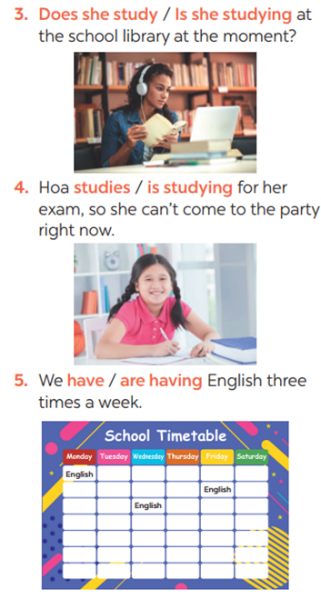 3. Does she study / Is she studying at
the school library at the moment?
4. Hoa studies / is studying for her
exam, so she can't come to the party
right now.
5. We have / are having English three
times a week.
School Timetable
Monday Tuesday Wednesday Thursday Friday Saturday
English
English
English